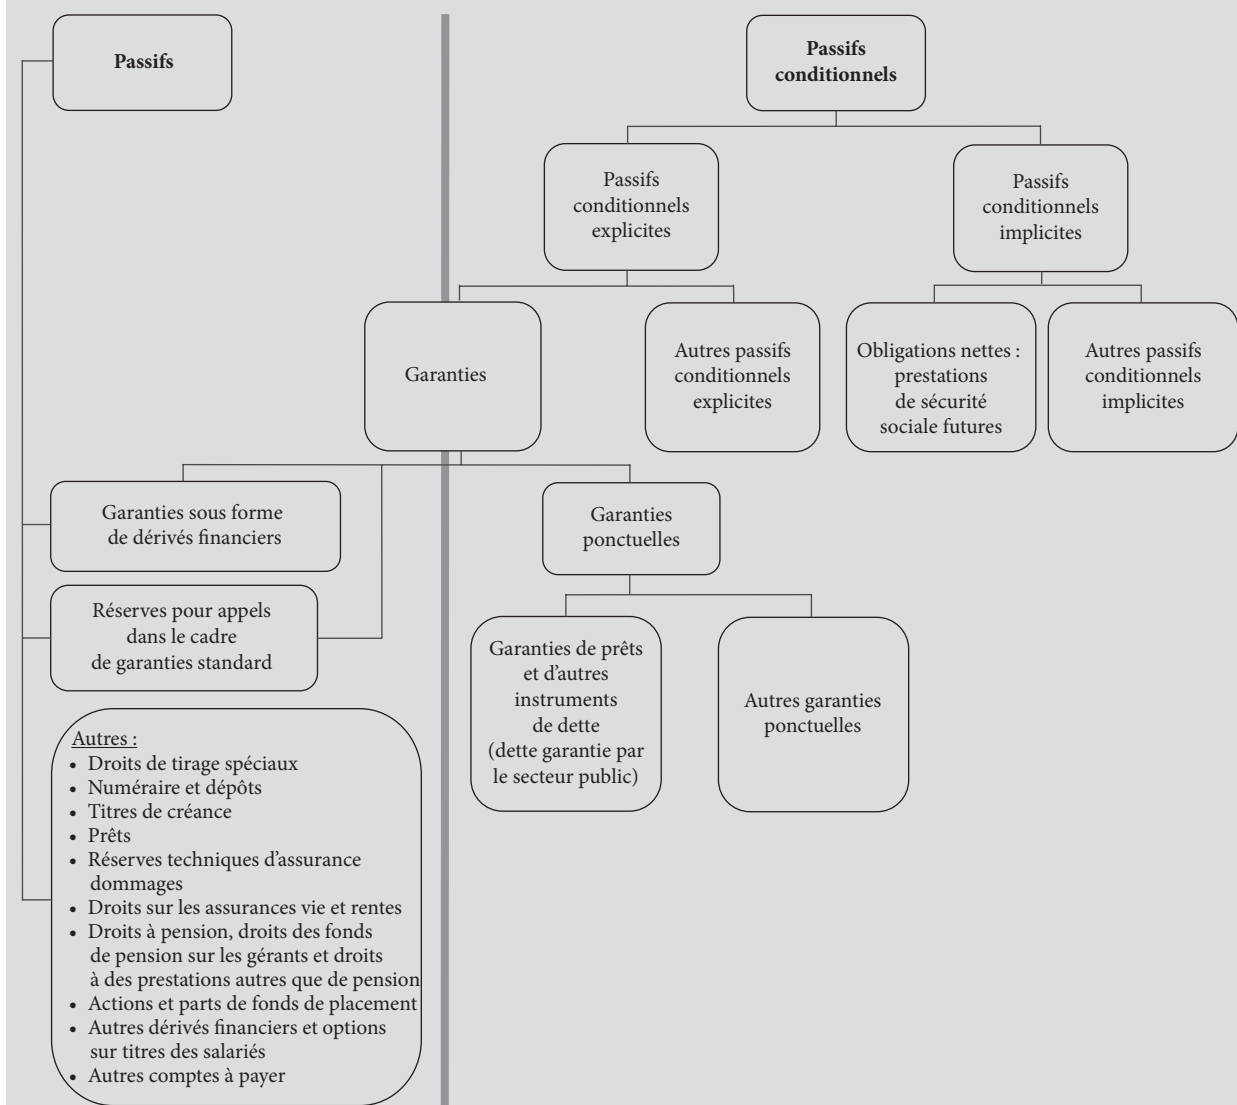 Passifs
Passifs
conditionnels
Passifs
conditionnels
explicites
Passifs
conditionnels
implicites
Garanties
Autres passifs
conditionnels
explicites
Obligations nettes :
prestations
de sécurité
sociale futures
Autres passifs
conditionnels
implicites
Garanties sous forme
de dérivés financiers
Garanties
ponctuelles
Réserves pour appels
dans le cadre
de garanties standard
Garanties de prêts
et d'autres
instruments
de dette
(dette garantie par
le secteur public)
Autres garanties
ponctuelles
Autres :
• Droits de tirage spéciaux
• Numéraire et dépôts
• Titres de créance
• Prêts
• Réserves techniques d'assurance
dommages
• Droits sur les assurances vie et rentes
• Droits à pension, droits des fonds
de pension sur les gérants et droits
à des prestations autres que de pension
• Actions et parts de fonds de placement
• Autres dérivés financiers et options
sur titres des salariés
• Autres comptes à payer